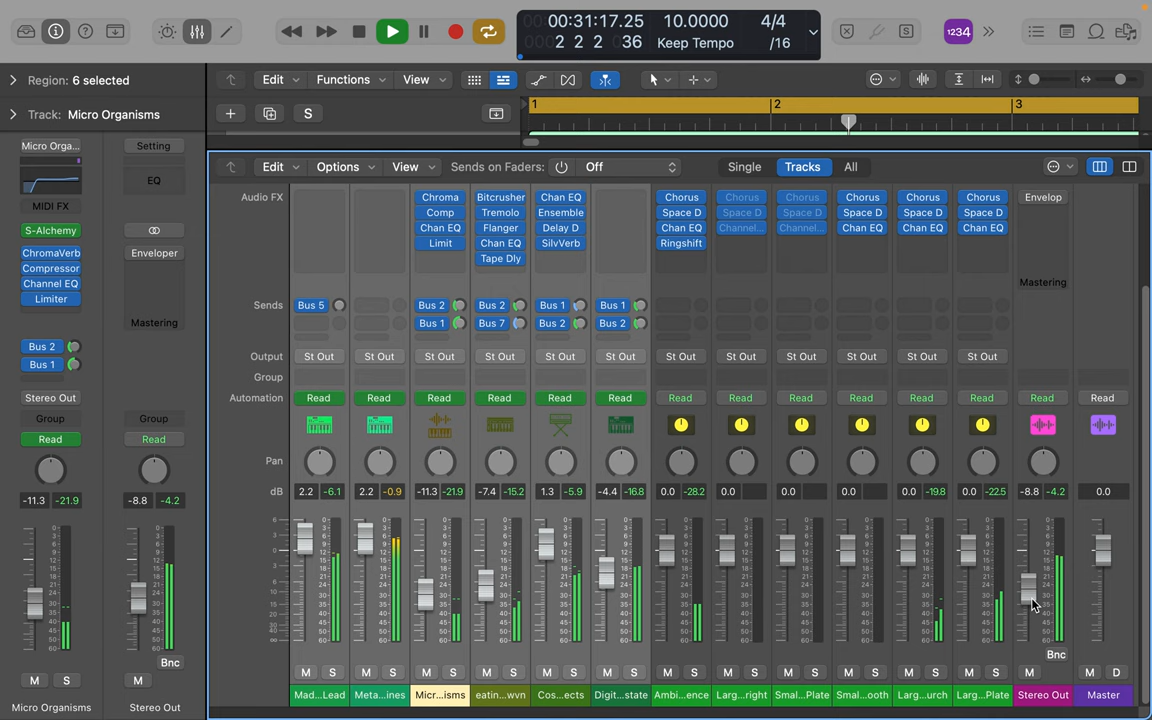 00:31:17.25 10.0000 4/4
2 2 2 036 Keep Tempo /16
1234
Region: 6 selected
Edit Functions View
Track: Micro Organisms
S
1 2 3
Micro Orga... Setting
EQ
MIDI FX
S-Alchemy
ChromaVerb Enveloper
Compressor
Channel EQ
Limiter
Mastering
Bus 2
Bus 1
Stereo Out
Group Group
Read Read
-11.3 -21.9 -8.8 -4.2
Bnc
M S M
Micro Organisms Stereo Out
Edit Options View Sends on Faders: Off Single Tracks All
Audio FX Chroma Bitcrusher Chan EQ Chorus Chorus Chorus Chorus Chorus Chorus Envelop
Comp Tremolo Ensemble Space D Space D Space D Space D Space D Space D
Chan EQ Flanger Delay D Chan EQ Channel... Channel... Chan EQ Chan EQ Chan EQ
Limit Chan EQ SilvVerb Ringshift
Tape Dly
Mastering
Sends Bus 5 Bus 2 Bus 2 Bus 1 Bus 1
Bus 1 Bus 7 Bus 2 Bus 2
Output St Out St Out St Out St Out St Out St Out St Out St Out St Out St Out St Out St Out
Group
Automation Read Read Read Read Read Read Read Read Read Read Read Read Read Read
Pan
dB 2.2 -6.1 2.2 -0.9 -11.3 -21.9 -7.4 -15.2 1.3 -5.9 -4.4 -16.8 0.0 -28.2 0.0 0.0 0.0 0.0 -19.8 0.0 -22.5 -8.8 -4.2 0.0
Bnc
M S M S M S M S M S M S M S M S M S M S M S M S M M D
Mad...Lead Meta...ines Micr...isms eatin...wvn Cos...ects Digit...state Ambi...ence Larg...right Smal...Plate Smal...ooth Larg...urch Larg...Plate Stereo Out Master